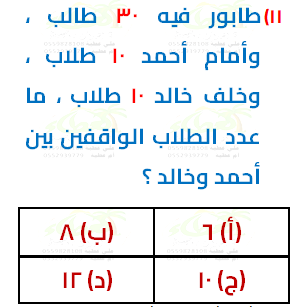 ١١) طابور فيه ٣٠ طالب ،
وأمام أحمد ١٠ طلاب ،
وخلف خالد ١٠ طلاب ، ما
عدد الطلاب الواقفين بين
أحمد وخالد ؟
(أ) ٦ (ب) ٨
(ج) ١٠ (د) ١٢